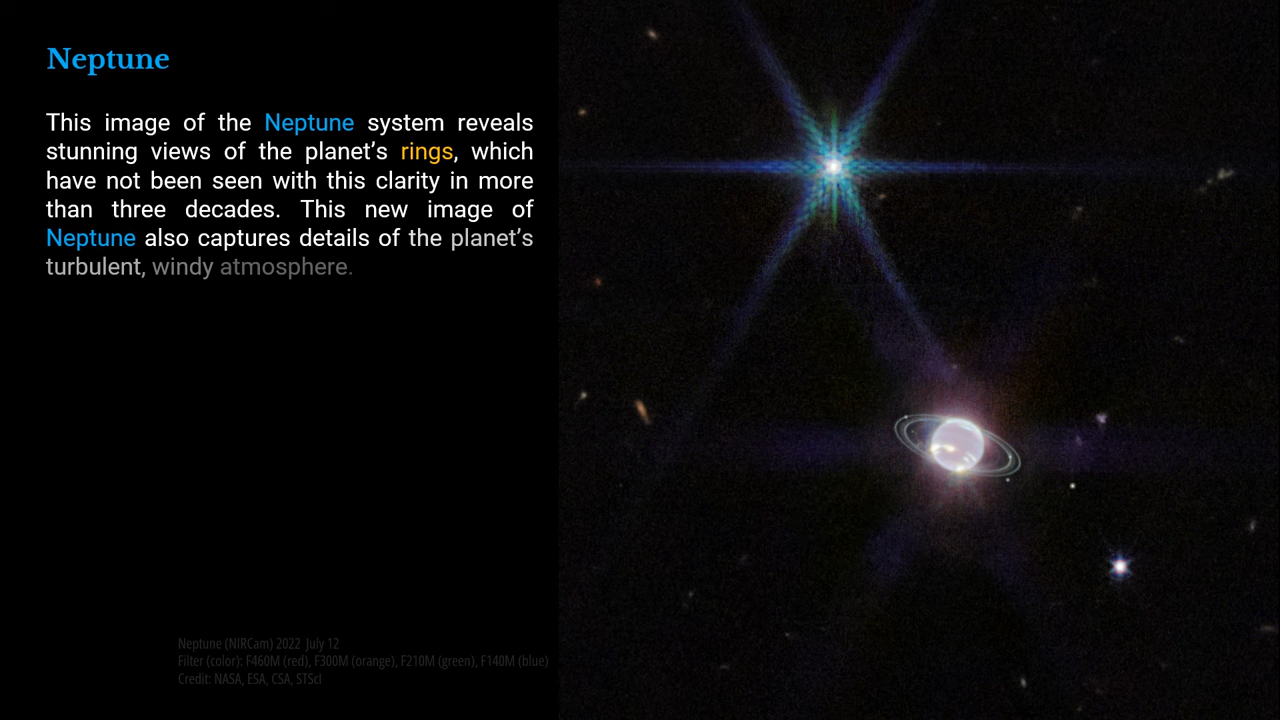 Neptune
This image of the Neptune system reveals
stunning views of the planet’s rings, which
have not been seen with this clarity in more
than three decades. This new image of
Neptune also captures details of the planet’s
turbulent, windy atmosphere.
Neptune (NIRCam) 2022 July 12
Filter (color): F460M (red), F300M (orange), F210M (green), F140M (blue)
Credit: NASA, ESA, CSA, STScI